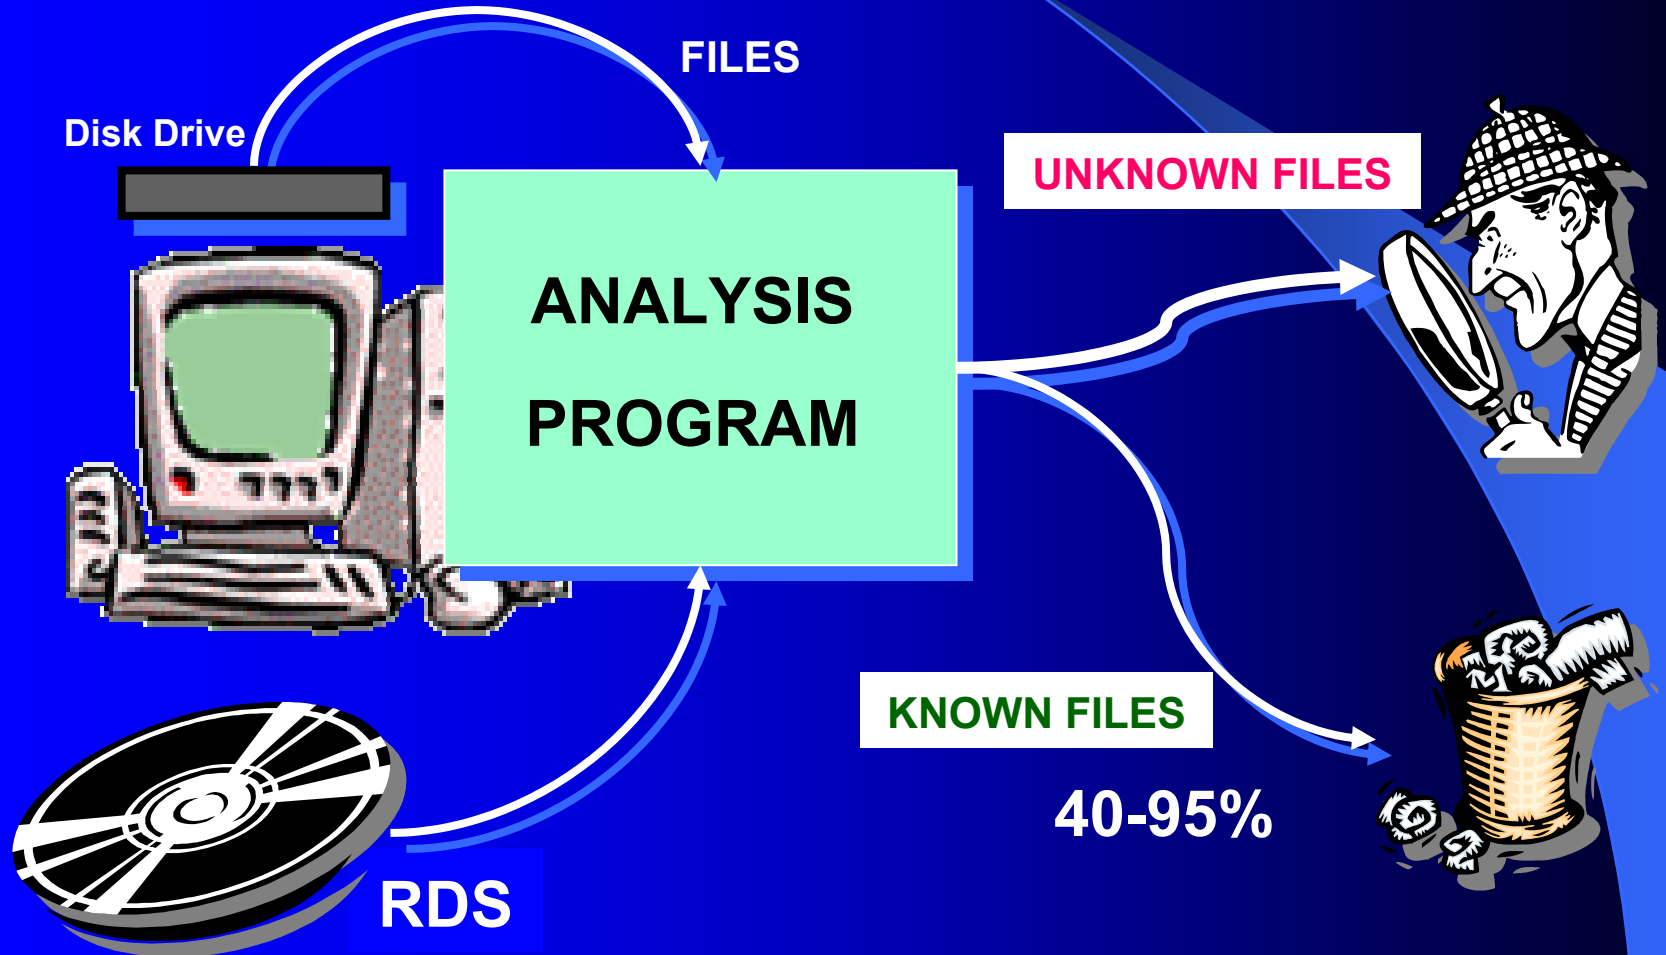 FILES
Disk Drive
UNKNOWN FILES
ANALYSIS
PROGRAM
KNOWN FILES
40-95%
RDS